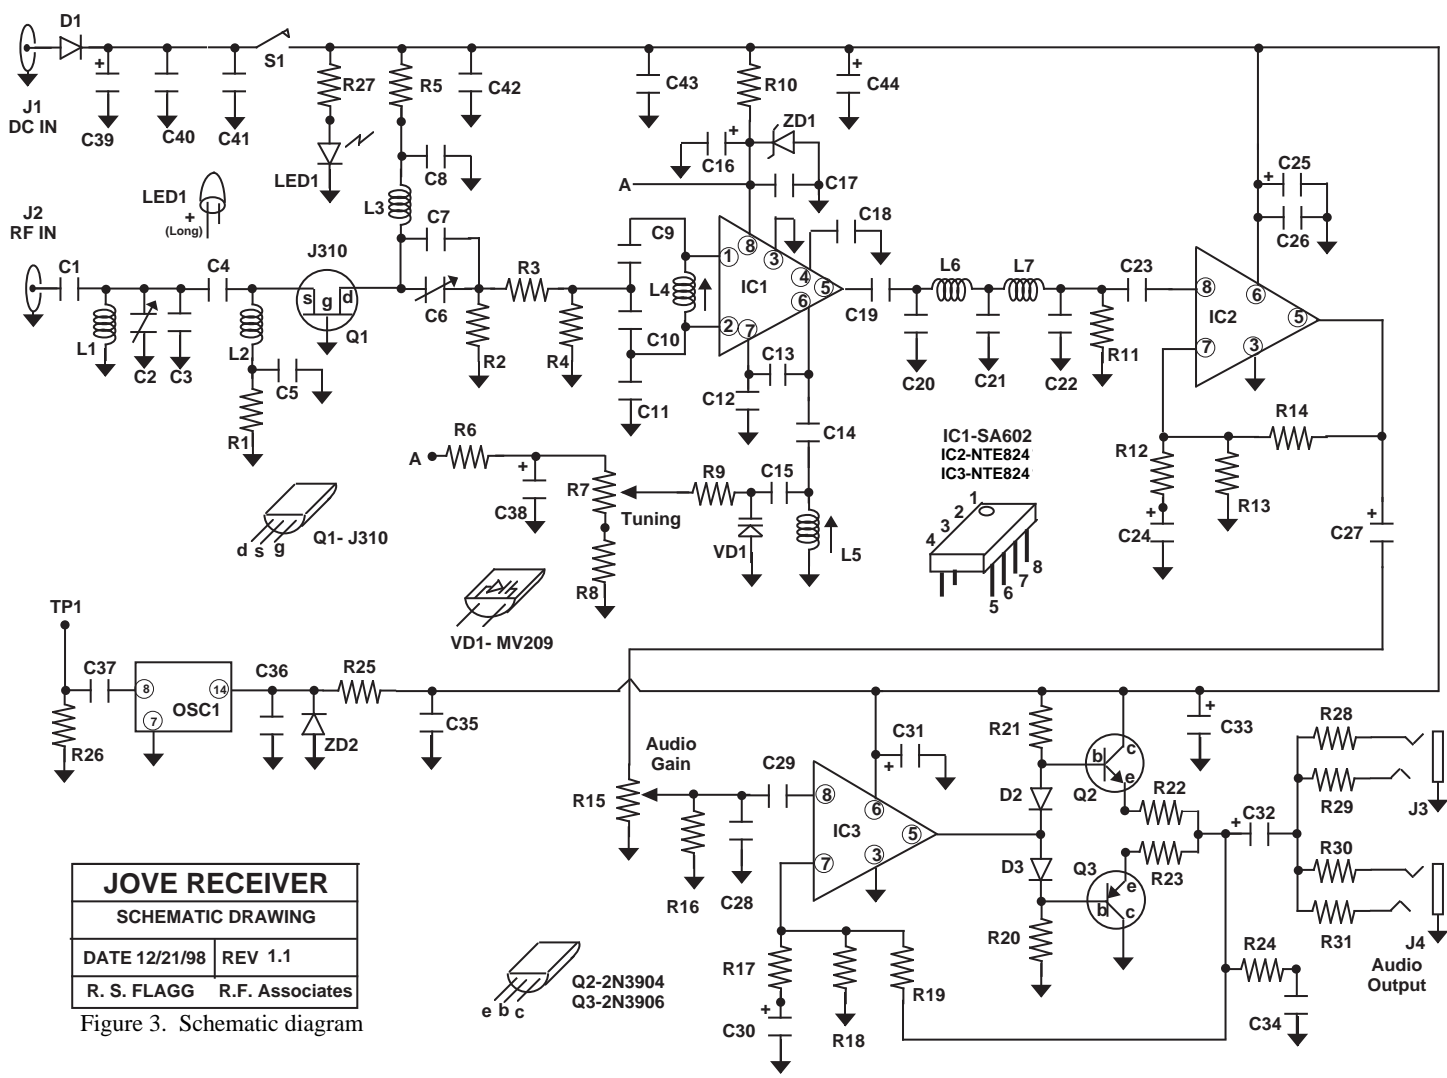 D1
S1
J1
DC IN
C39
C40
C41
R27
R5
C42
C43
R10
C44
LED1
C8
L3
C16
ZD1
C17
A
C18
LED1
+
(Long)
J2
RF IN
C1
C4
J310
C7
C9
C25
C26
L1
C2
C3
L2
C5
R1
s
g
d
Q1
C6
R3
R2
R4
C10
C11
L4
1
2
8
3
4
5
6
7
IC1
C19
L6
L7
C23
C20
C21
C22
R11
8
7
6
5
3
IC2
C12
C13
C14
R14
R12
R13
C24
C27
A
R6
C38
R7
Tuning
R8
R9
C15
VD1
L5
IC1-SA602
IC2-NTE824
IC3-NTE824
1
2
3
4
5
6
7
8
d s g
Q1- J310
VD1- MV209
TP1
C37
8
14
7
OSC1
R26
C36
ZD2
R25
C35
Audio
Gain
R15
R16
C28
C29
8
7
6
5
3
IC3
C31
R21
D2
D3
R20
b
c
e
Q2
Q3
e
b
c
R22
R23
C33
C32
R28
R29
J3
R30
R31
J4
Audio
Output
R24
C34
R17
C30
R18
R19
e b c
Q2-2N3904
Q3-2N3906
JOVE RECEIVER
SCHEMATIC DRAWING
DATE 12/21/98 REV 1.1
R. S. FLAGG R.F. Associates
Figure 3. Schematic diagram